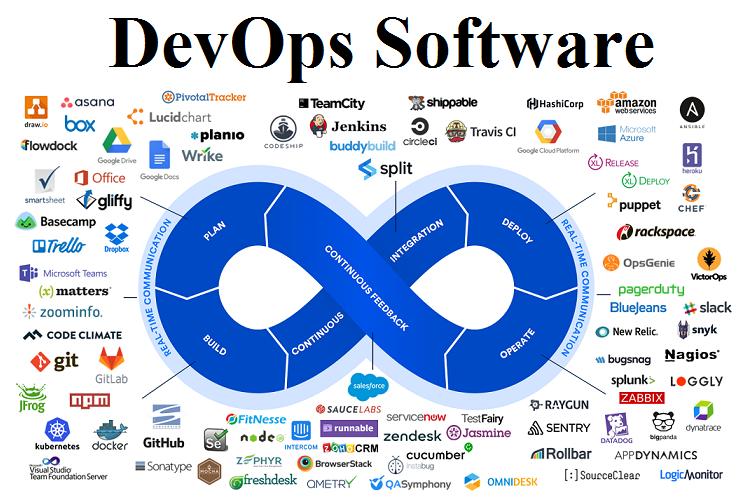 DevOps Software
draw.io
asana
PivotalTracker
box
Lucidchart
flowdock
Google Drive
planio
Google Docs
Wrike
TeamCity
shippable
CODESHIP
Jenkins
circleci
Travis CI
buddybuild
split
HashiCorp
amazon
web services
ANSIBLE
Google Cloud Platform
Microsoft
Azure
XL RELEASE
heroku
XL DEPLOY
puppet
CHEF
rackspace
smartsheet
Office
gliffy
Basecamp
Trello
Dropbox
Microsoft Teams
(x) matters
zoominfo.
CODE CLIMATE
git
GitLab
JFrog
npm
kubernetes
docker
GitHub
Visual Studio
Team Foundation Server
Sonatype
MOCHA
REAL-TIME COMMUNICATION
PLAN
BUILD
CONTINUOUS
INTEGRATION
CONTINUOUS FEEDBACK
DEPLOY
OPERATE
REAL-TIME COMMUNICATION
OpsGenie
VictorOps
pagerduty
BlueJeans
slack
New Relic.
snyk
bugsnag
Nagios
splunk>
LOGGLY
ZABBIX
RAYGUN
SENTRY
DATADOG
bigpanda
dynatrace
Rollbar
APPDYNAMICS
[:]SourceClear
LogicMonitor
salesforce
SAUCELABS
FitNesse
Se
node
INTERCOM
runnable
ZOHO CRM
servicenow
TestFairy
zendesk
Jasmine
cucumber
ZEPHYR
BrowserStack
instabug
freshdesk
QMETRY
QASymphony
OMNIDESK